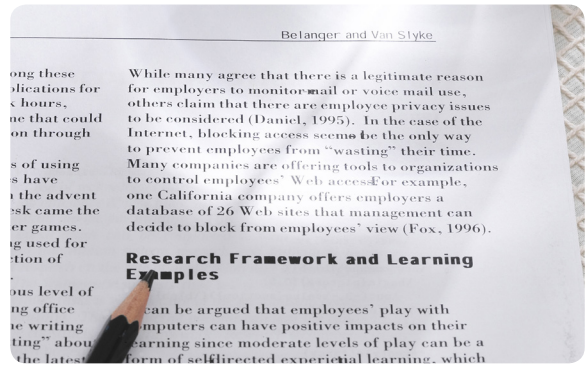 Belanger and Van Slyke
ong these
plications for
hours,
ne that could
on through
s of using
s have
n the advent
esk came the
er games.
ng used for
ction of
ous level of
ng office
ne writing
ting" about
the latest
While many agree that there is a legitimate reason
for employers to monitor mail or voice mail use,
others claim that there are employee privacy issues
to be considered (Daniel, 1995). In the case of the
Internet, blocking access seems be the only way
to prevent employees from "wasting" their time.
Many companies are offering tools to organizations
to control employees' Web access For example,
one California company offers employers a
database of 26 Web sites that management can
decide to block from employees' view (Fox, 1996).
Research Framework and Learning
Examples
can be argued that employees' play with
mputers can have positive impacts on their
earning since moderate levels of play can be a
form of selfdirected experiential learning, which